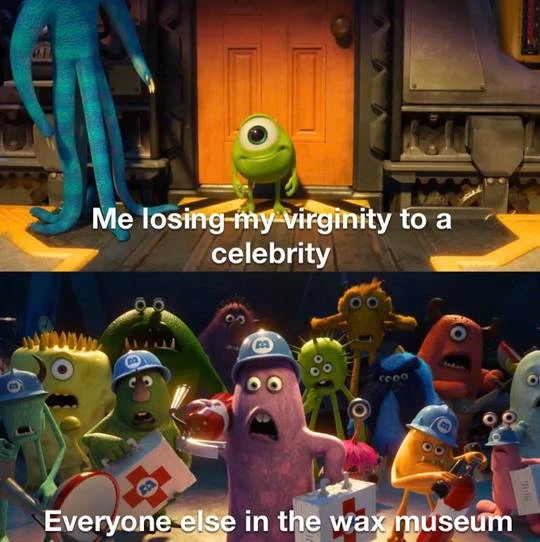 Me losing my virginity to a
celebrity
Everyone else in the wax museum